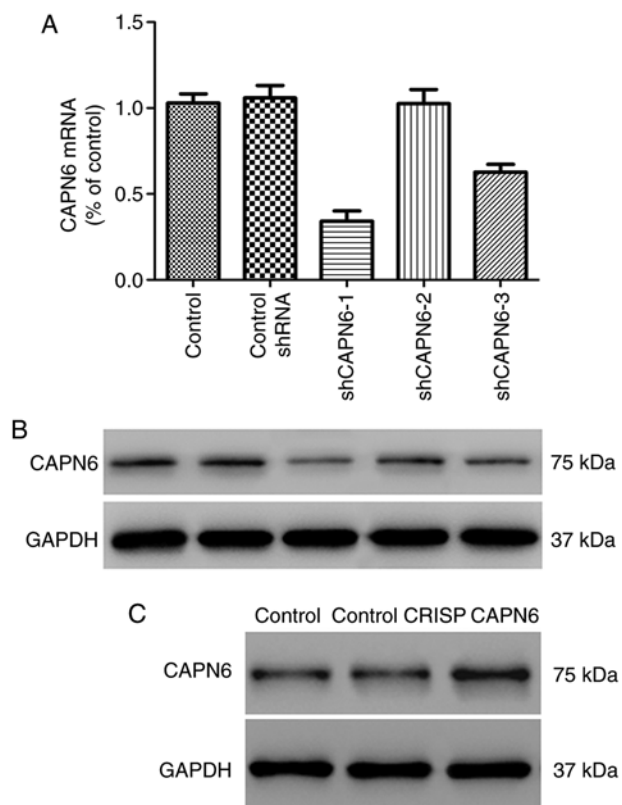 A
CAPN6 mRNA
(% of control)
1.5
1.0
0.5
0.0
Control
Control
shRNA
shCAPN6-1
shCAPN6-2
shCAPN6-3
B
CAPN6
75 kDa
GAPDH
37 kDa
C
Control Control CRISP CAPN6
CAPN6
75 kDa
GAPDH
37 kDa